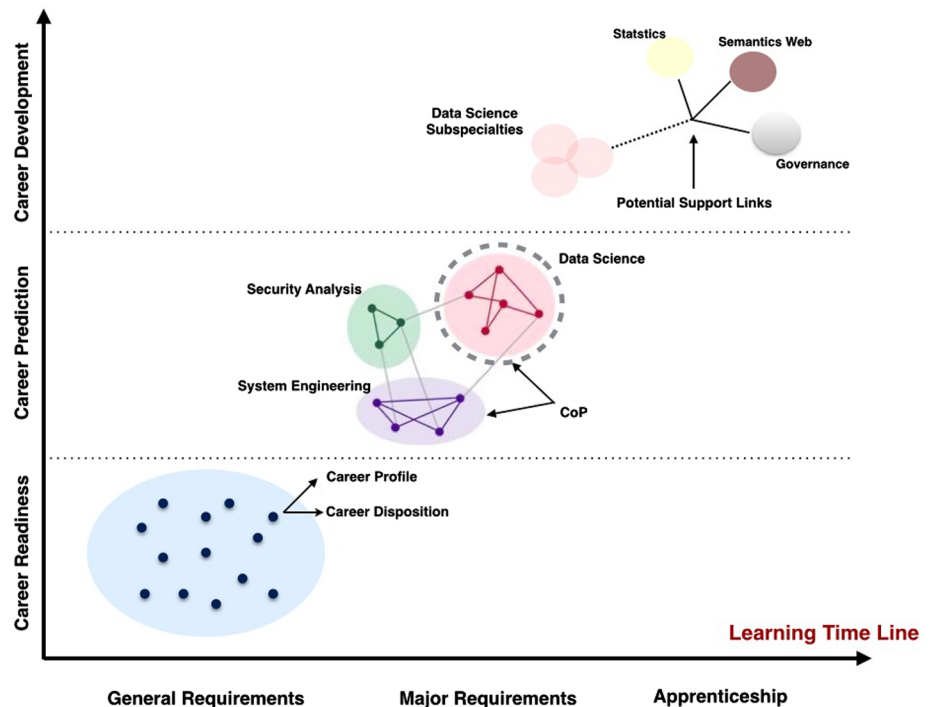 Career Development
Statstics
Semantics Web
Data Science
Subspecialties
Governance
Potential Support Links
Career Prediction
Data Science
Security Analysis
System Engineering
CoP
Career Readiness
Career Profile
Career Disposition
Learning Time Line
General Requirements
Major Requirements
Apprenticeship